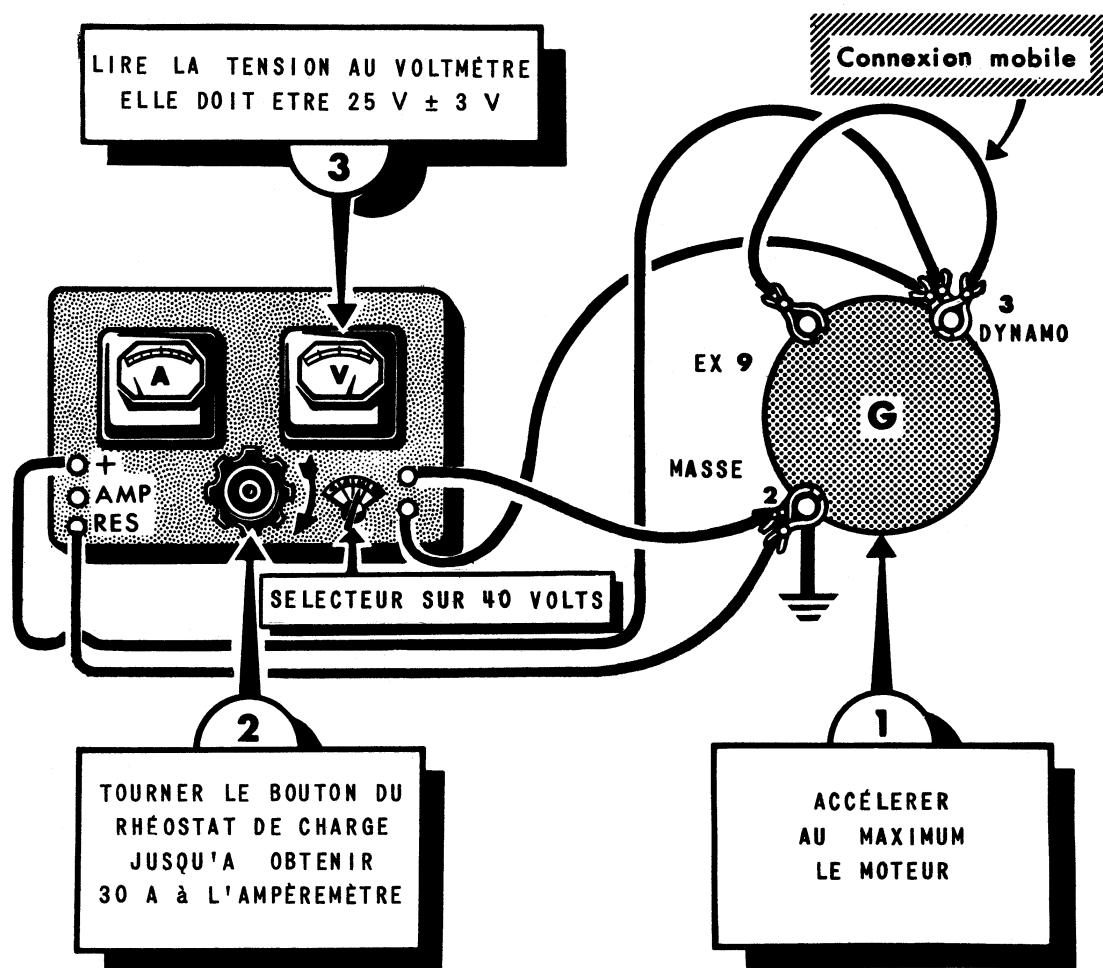 LIRE LA TENSION AU VOLTMÈTRE
ELLE DOIT ETRE 25 V ± 3 V
3
Connexion mobile
A
V
+
AMP
RES
SELECTEUR SUR 40 VOLTS
EX 9
3
DYNAMO
G
MASSE
2
2
TOURNER LE BOUTON DU
RHÉOSTAT DE CHARGE
JUSQU'A OBTENIR
30 A à L'AMPÈREMÈTRE
1
ACCÉLERER
AU MAXIMUM
LE MOTEUR